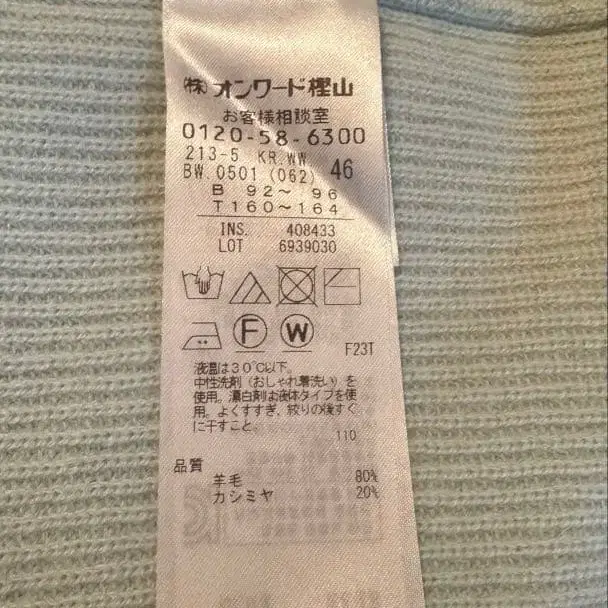 ㈱オンワード樫山
お客様相談室
0120-58-6300
213-5 KR.WW
BW.0501(062) 46
B 92～ 96
T160～164
INS. 408433
LOT 6939030
F W
F23T
液温は30℃以下。
中性洗剤（おしゃれ着洗い）を
使用。漂白剤は液体タイプを使
用。よくすすぎ、絞りの後すぐ
に干すこと。
110
品質
羊毛 80%
カシミヤ 20%